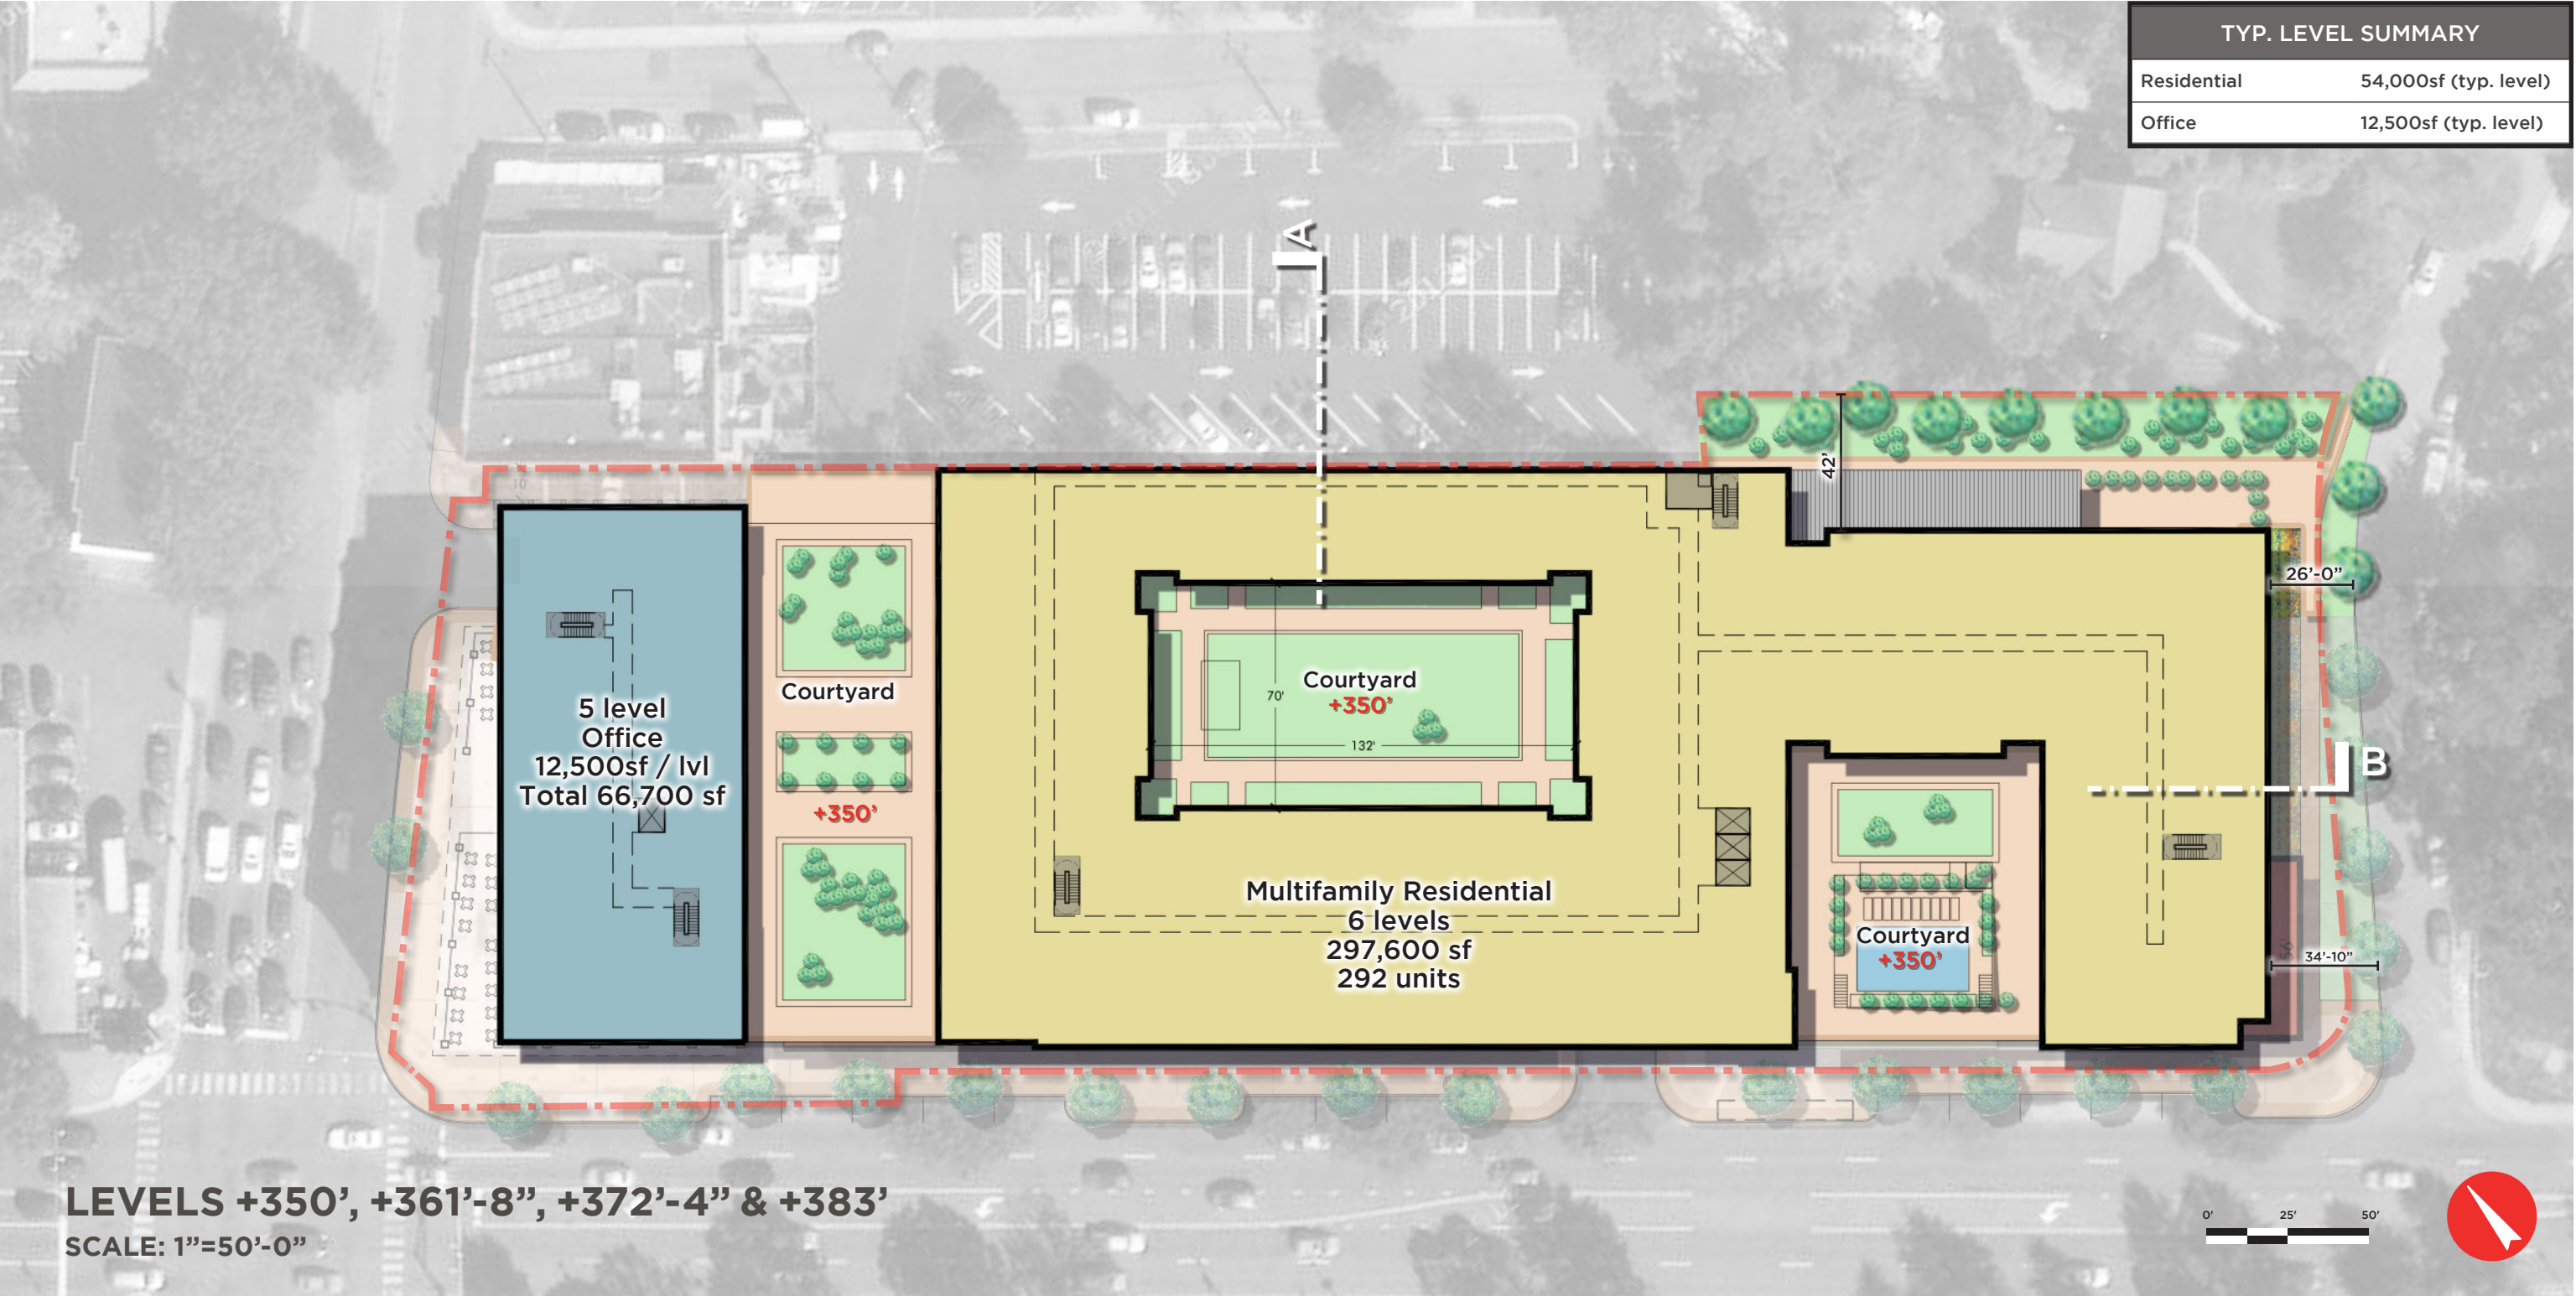 TYP. LEVEL SUMMARY
Residential 54,000sf (typ. level)
Office 12,500sf (typ. level)
A
42'
10'
26'-0”
Courtyard
Courtyard
+350’
70'
132'
5 level
Office
12,500sf / lvl
Total 66,700 sf
+350’
B
Multifamily Residential
6 levels
297,600 sf
292 units
Courtyard
+350’
34'-10”
LEVELS +350’, +361’-8”, +372’-4” & +383’
SCALE: 1”=50’-0”
0' 25' 50'